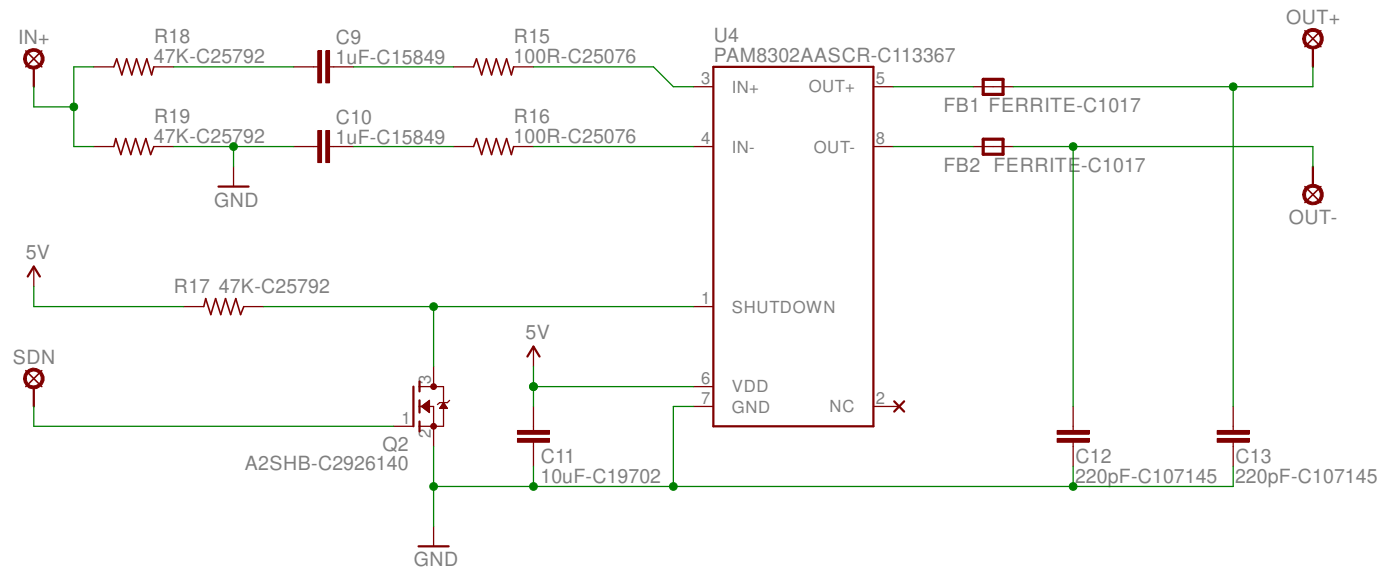 OUT+
IN+
R18
47K-C25792
C9
1uF-C15849
R15
100R-C25076
U4
PAM8302AASCR-C113367
3
IN+
OUT+
5
FB1 FERRITE-C1017
R19
47K-C25792
C10
1uF-C15849
R16
100R-C25076
4
IN-
OUT-
8
FB2 FERRITE-C1017
GND
OUT-
5V
R17 47K-C25792
1
SHUTDOWN
5V
SDN
3
1
2
6
VDD
7
GND
NC
2
Q2
A2SHB-C2926140
C11
10uF-C19702
C12
220pF-C107145
C13
220pF-C107145
GND